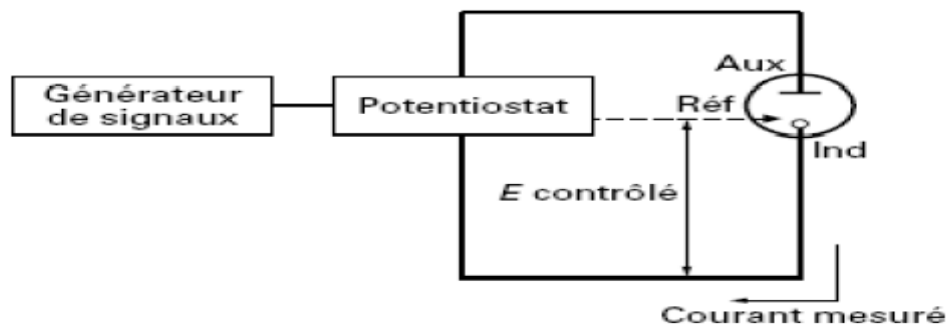 Aux
Générateur
de signaux
Potentiostat
Réf
Ind
E contrôlé
Courant mesuré